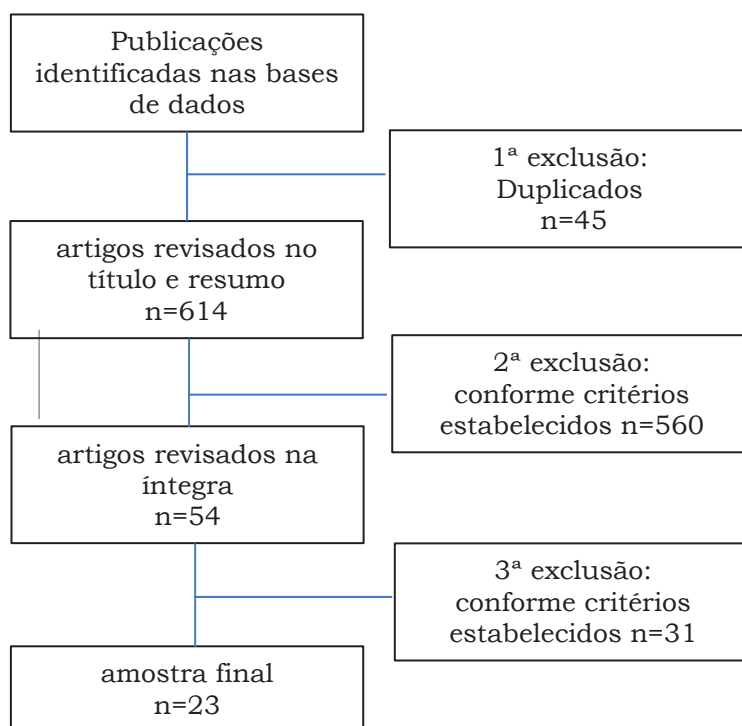 Publicações
identificadas nas bases
de dados
1ª exclusão:
Duplicados
n=45
artigos revisados no
título e resumo
n=614
2ª exclusão:
conforme critérios
estabelecidos n=560
artigos revisados na
íntegra
n=54
3ª exclusão:
conforme critérios
estabelecidos n=31
amostra final
n=23